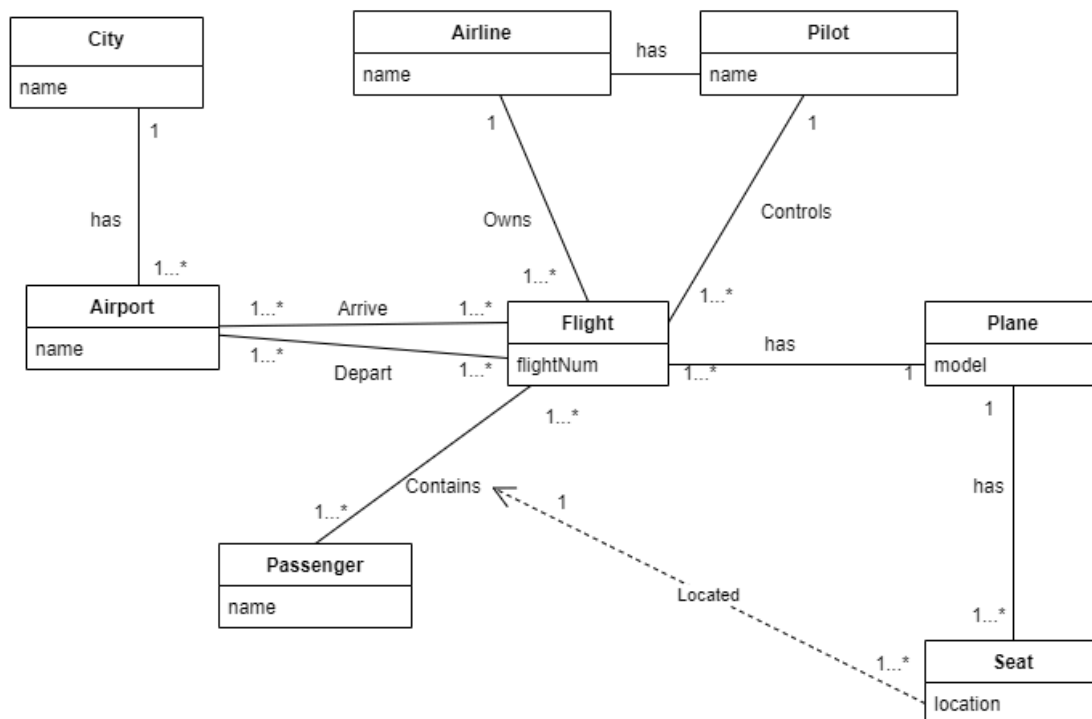 City
name
Airline
name
has
Pilot
name
1
1
1
has
Owns
Controls
1...*
1...*
1...*
Airport
name
1...*
Arrive
1...*
1...*
Depart
1...*
Flight
flightNum
has
1...*
1
Plane
model
1...*
1
Contains
1
has
1...*
Passenger
name
Located
1...*
1...*
Seat
location